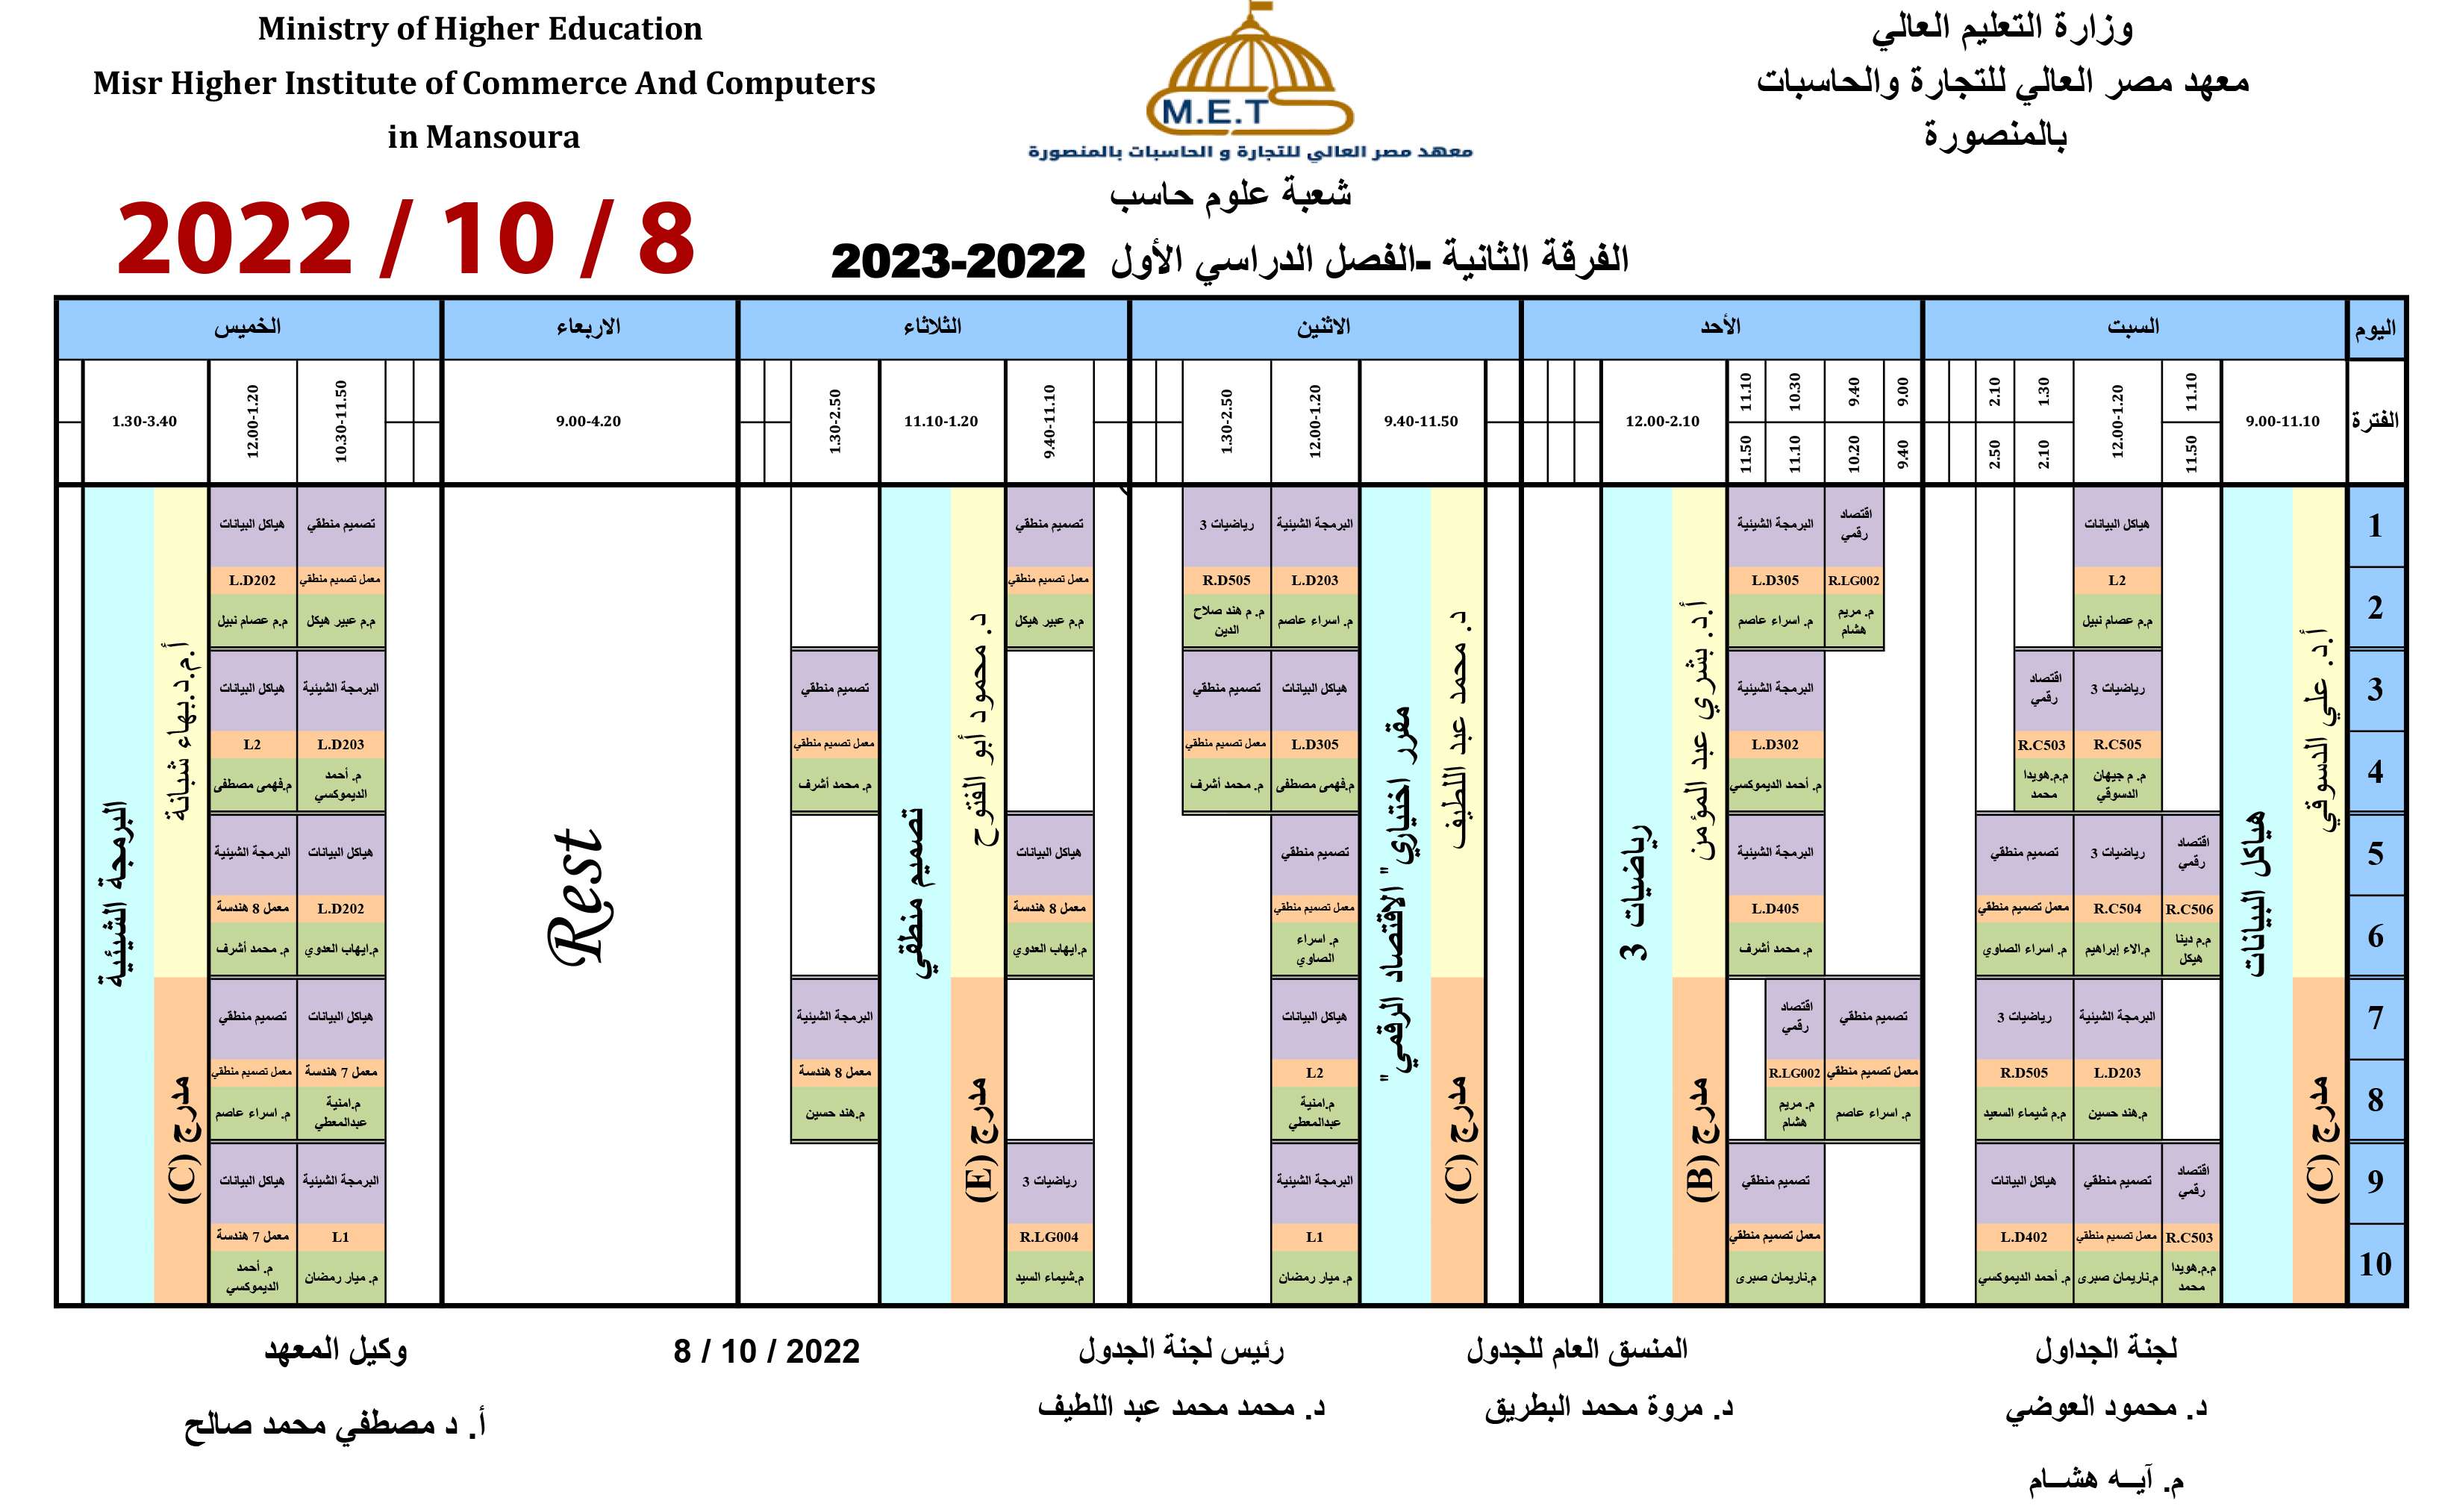 Ministry of Higher Education
Misr Higher Institute of Commerce And Computers
in Mansoura
وزارة التعليم العالي
معهد مصر العالي للتجارة والحاسبات
بالمنصورة
M.E.T
معهد مصر العالي للتجارة و الحاسبات بالمنصورة
شعبة علوم حاسب
2022 / 10 / 8
الفرقة الثانية -الفصل الدراسي الأول 2022-2023
اليوم
السبت
الأحد
الاثنين
الثلاثاء
الاربعاء
الخميس
الفترة
9.00-11.10
11.10
11.50
12.00-1.20
1.30
2.10
2.10
2.50
9.00
9.40
9.40
10.20
10.30
11.10
11.10
11.50
12.00-2.10
9.40-11.50
12.00-1.20
1.30-2.50
9.40-11.10
11.10-1.20
1.30-2.50
9.00-4.20
10.30-11.50
12.00-1.20
1.30-3.40
1
2
3
4
5
6
7
8
9
10
أ.د. علي الدسوقي
مدرج (C)
هياكل البيانات
اقتصاد
رقمي
R.C506
م.م دينا
هيكل
اقتصاد
رقمي
R.C503
م.م.هويدا
محمد
هياكل البيانات
L2
م.م عصام نبيل
رياضيات 3
R.C505
م. م جيهان
الدسوقي
رياضيات 3
R.C504
م.الاء إبراهيم
البرمجة الشيئية
L.D203
م.هند حسين
تصميم منطقي
معمل تصميم منطقي
م.ناريمان صبرى
اقتصاد
رقمي
R.C503
م.م.هويدا
محمد
تصميم منطقي
معمل تصميم منطقي
م. اسراء الصاوي
رياضيات 3
R.D505
م.م شيماء السعيد
هياكل البيانات
L.D402
م. أحمد الديموكسي
اقتصاد
رقمي
R.LG002
م. مريم
هشام
تصميم منطقي
معمل تصميم منطقي
م. اسراء عاصم
البرمجة الشيئية
L.D305
م. اسراء عاصم
البرمجة الشيئية
L.D302
م. أحمد الديموكسي
البرمجة الشيئية
L.D405
م. محمد أشرف
اقتصاد
رقمي
R.LG002
م. مريم
هشام
تصميم منطقي
معمل تصميم منطقي
م.ناريمان صبرى
أ.د. بشري عبد المؤمن
مدرج (B)
رياضيات 3
د. محمد عبد اللطيف
مدرج (C)
مقرر اختياري" الاقتصاد الرقمي"
البرمجة الشيئية
L.D203
م. اسراء عاصم
هياكل البيانات
L.D305
م.فهمى مصطفى
تصميم منطقي
معمل تصميم منطقي
م. اسراء
الصاوي
هياكل البيانات
L2
م.امنية
عبدالمعطي
البرمجة الشيئية
L1
م. ميار رمضان
رياضيات 3
R.D505
م. م هند صلاح
الدين
تصميم منطقي
معمل تصميم منطقي
م. محمد أشرف
تصميم منطقي
معمل تصميم منطقي
م.م عبير هيكل
هياكل البيانات
معمل 8 هندسة
م.ايهاب العدوي
رياضيات 3
R.LG004
م.شيماء السيد
د. محمود أبو الفتوح
مدرج (E)
تصميم منطقي
تصميم منطقي
معمل تصميم منطقي
م. محمد أشرف
البرمجة الشيئية
معمل 8 هندسة
م.هند حسين
Rest
تصميم منطقي
معمل تصميم منطقي
م.م عبير هيكل
البرمجة الشيئية
L.D203
م. أحمد
الديموكسي
هياكل البيانات
L.D202
م.ايهاب العدوي
هياكل البيانات
معمل 7 هندسة
م.امنية
عبدالمعطي
البرمجة الشيئية
L1
م. ميار رمضان
هياكل البيانات
L.D202
م.م عصام نبيل
هياكل البيانات
L2
م.فهمى مصطفى
البرمجة الشيئية
معمل 8 هندسة
م. محمد أشرف
تصميم منطقي
معمل تصميم منطقي
م. اسراء عاصم
هياكل البيانات
معمل 7 هندسة
م. أحمد
الديموكسي
أ.م.د.بهاء شبانة
مدرج (C)
البرمجة الشيئية
لجنة الجداول
المنسق العام للجدول
رئيس لجنة الجدول
8 / 10 / 2022
وكيل المعهد
د. محمود العوضي
د. مروة محمد البطريق
د. محمد محمد عبد اللطيف
أ. د مصطفي محمد صالح
م. آيــه هشــام